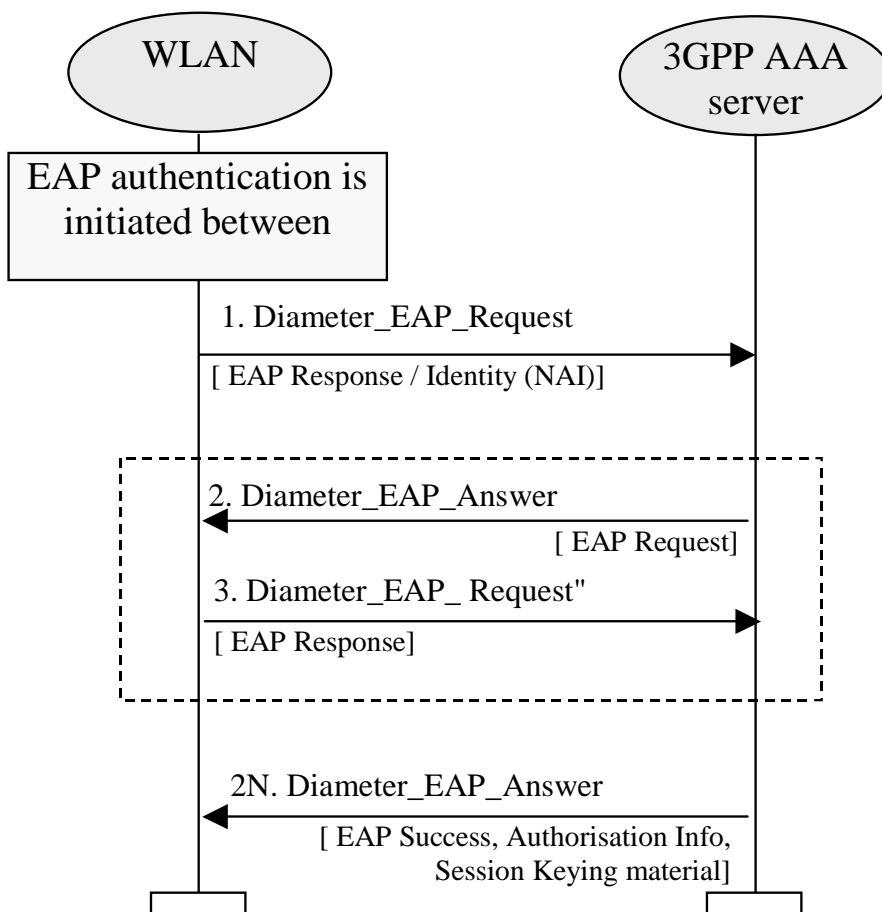 WLAN
3GPP AAA
server
EAP authentication is
initiated between
1. Diameter_EAP_Request
[ EAP Response / Identity (NAI)]
2. Diameter_EAP_Answer
[ EAP Request]
3. Diameter_EAP_ Request"
[ EAP Response]
2N. Diameter_EAP_Answer
[ EAP Success, Authorisation Info,
Session Keying material]